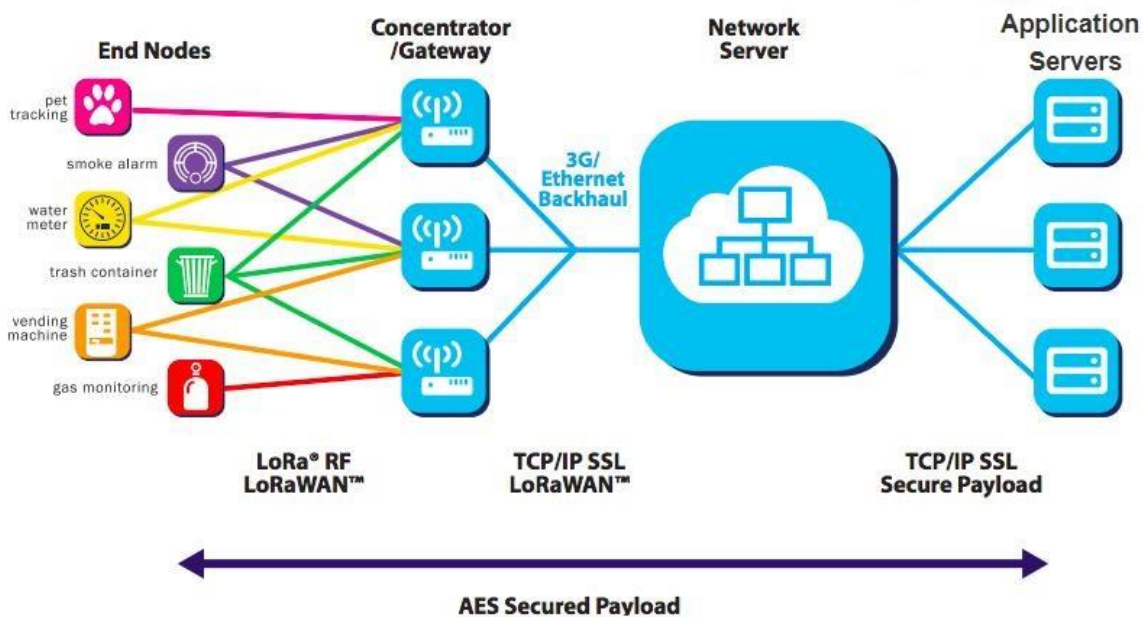 End Nodes
Concentrator
/Gateway
Network
Server
Application
Servers
pet
tracking
smoke alarm
water
meter
trash container
vending
machine
gas monitoring
3G/
Ethernet
Backhaul
LoRa® RF
LoRaWAN™
TCP/IP SSL
LoRaWAN™
TCP/IP SSL
Secure Payload
AES Secured Payload